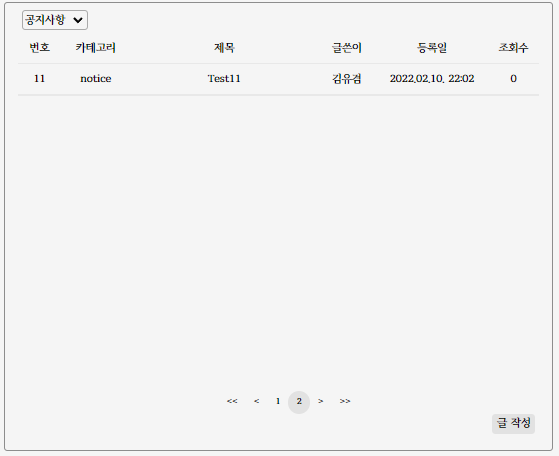 공지사항
번호 카테고리 제목 글쓴이 등록일 조회수
11 notice Test11 김유검 2022.02.10. 22:02 0
<< < 1 2 > >>
글 작성